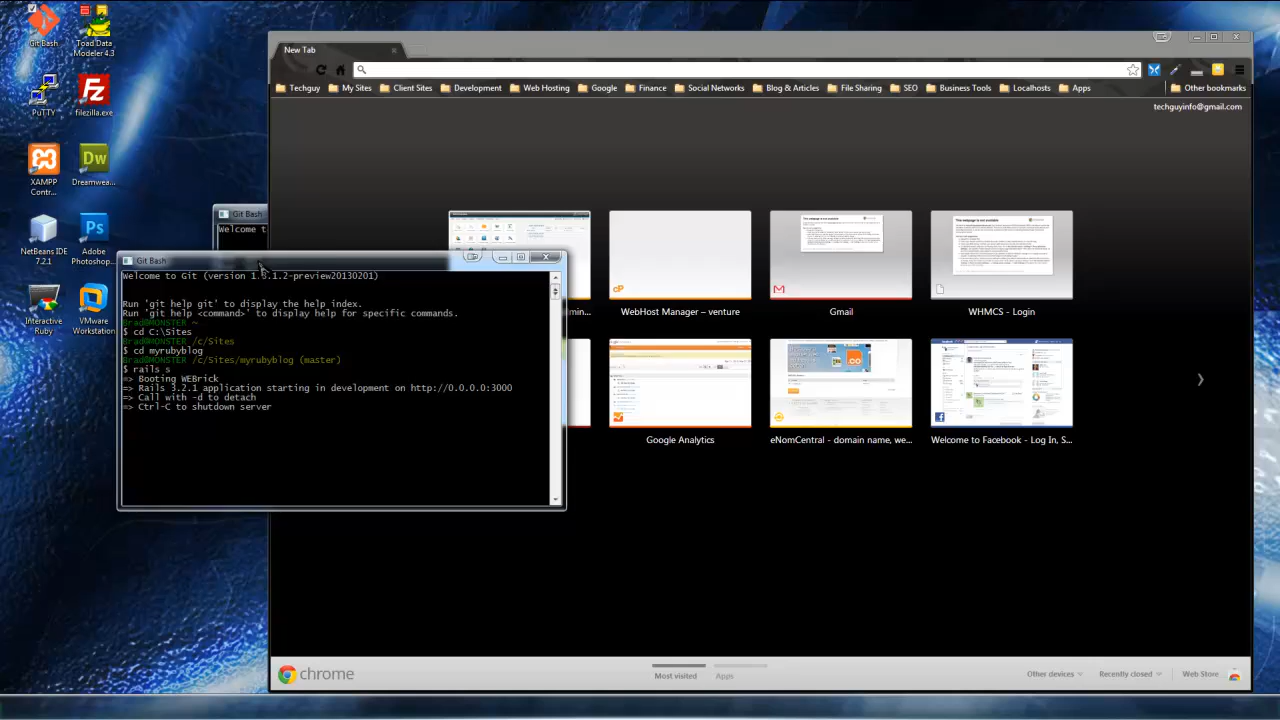 Git Bash
Toad Data
Modeler 4.3
PuTTY
filezilla.exe
XAMPP
Contr...
Dreamwea...
NetBeans IDE
7.2.1
Adobe
Photoshop...
Interactive
Ruby
VMware
Workstation
New Tab
Techguy
My Sites
Client Sites
Development
Web Hosting
Google
Finance
Social Networks
Blog & Articles
File Sharing
SEO
Business Tools
Localhosts
Apps
Other bookmarks
techguyinfo@gmail.com
Git Bash
Welcome t
Git Bash
Welcome to Git (version 1.8.1.2-preview20130201)
Run 'git help git' to display the help index.
Run 'git help <command>' to display help for specific commands.
Brad@MONSTER ~
$ cd C:\Sites
Brad@MONSTER /c/Sites
$ cd myrubyblog
Brad@MONSTER /c/Sites/myrubyblog (master)
$ rails s
=> Booting WEBrick
=> Rails 3.2.1 application starting in development on http://0.0.0.0:3000
=> Call with -d to detach
=> Ctrl-C to shutdown server
min...
WebHost Manager – venture
Gmail
WHMCS - Login
Google Analytics
eNomCentral - domain name, we...
Welcome to Facebook - Log In, S...
chrome
Most visited
Apps
Other devices
Recently closed
Web Store